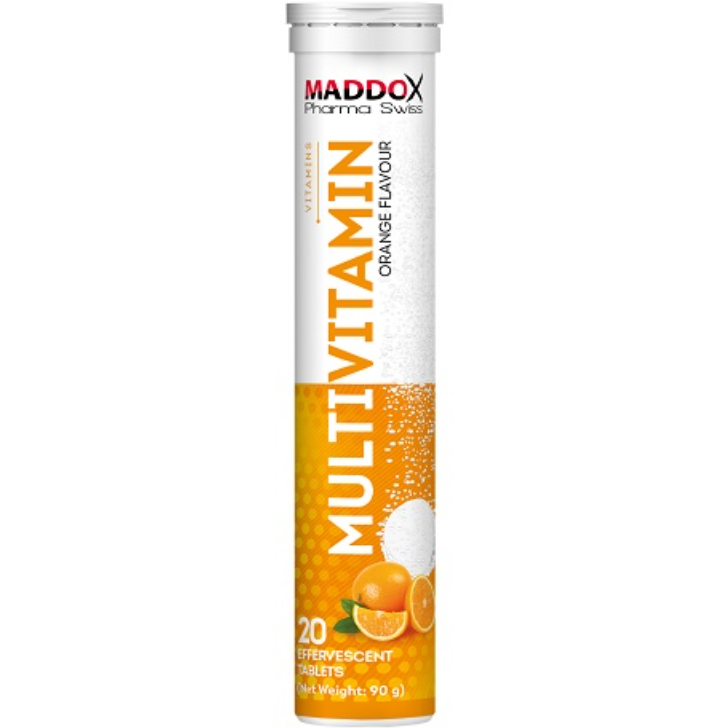 MADDOX
Pharma Swiss
VITAMINS
MULTIVITAMIN
ORANGE FLAVOUR
20
EFFERVESCENT
TABLETS
(Net Weight: 90 g)